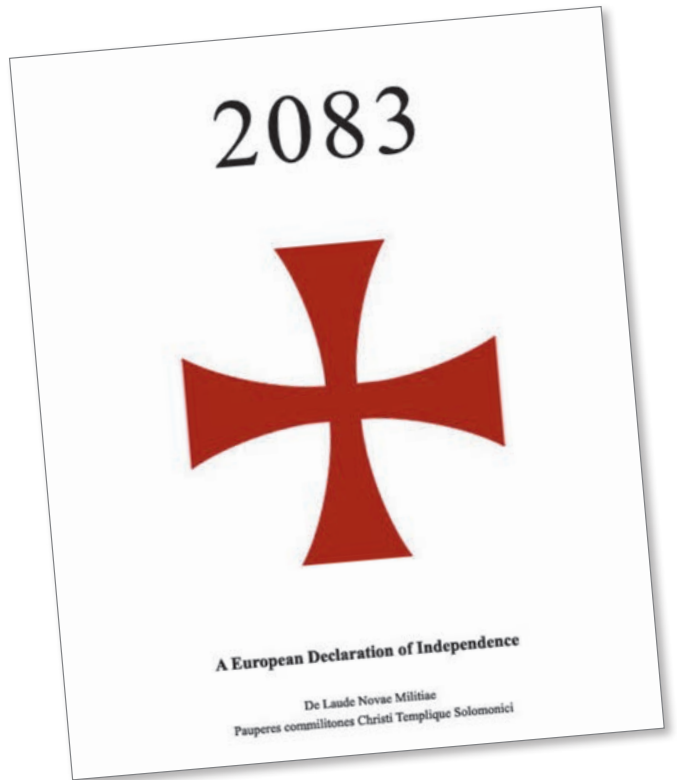 2083
A European Declaration of Independence
De Laude Novae Militiae
Pauperes commilitones Christi Templique Solomonici